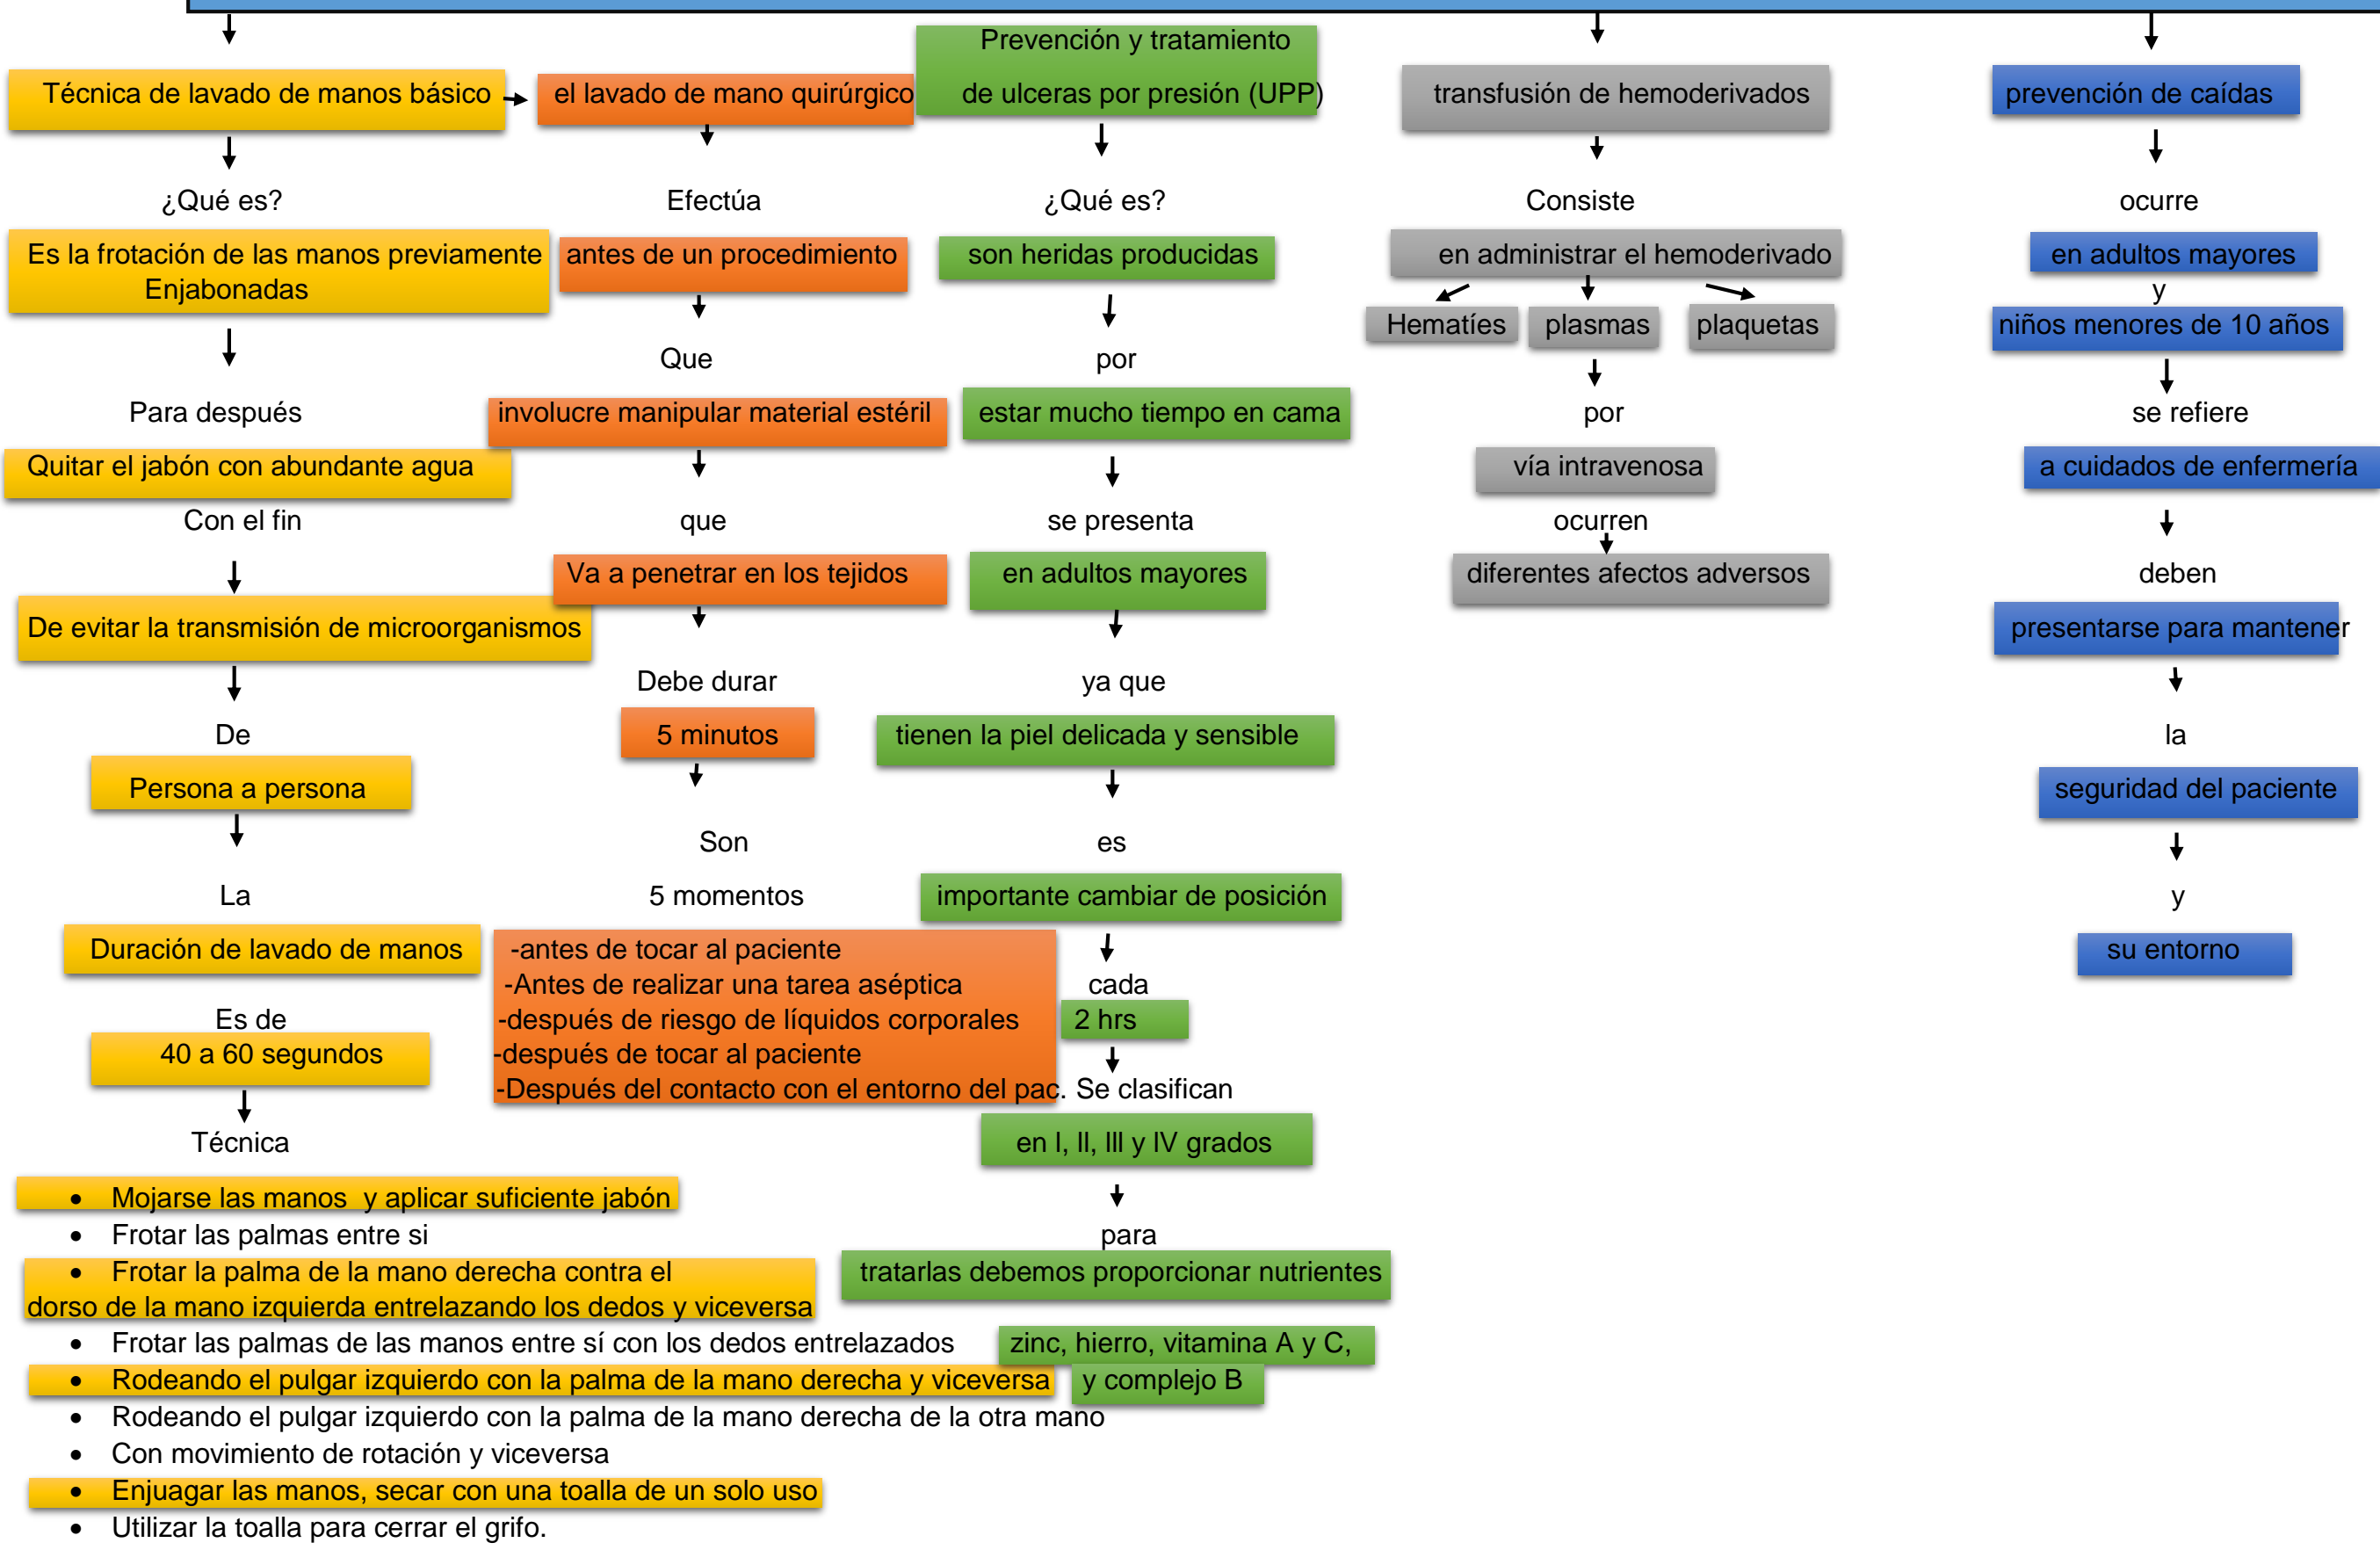 Técnica de lavado de manos básico
¿Qué es?
Es la frotación de las manos previamente
Enjabonadas
Para después
Quitar el jabón con abundante agua
Con el fin
De evitar la transmisión de microorganismos
De
Persona a persona
La
Duración de lavado de manos
Es de
40 a 60 segundos
Técnica
• Mojarse las manos y aplicar suficiente jabón
• Frotar las palmas entre si
• Frotar la palma de la mano derecha contra el
dorso de la mano izquierda entrelazando los dedos y viceversa
• Frotar las palmas de las manos entre sí con los dedos entrelazados
• Rodeando el pulgar izquierdo con la palma de la mano derecha y viceversa
• Rodeando el pulgar izquierdo con la palma de la mano derecha de la otra mano
• Con movimiento de rotación y viceversa
• Enjuagar las manos, secar con una toalla de un solo uso
• Utilizar la toalla para cerrar el grifo.
el lavado de mano quirúrgico
Efectúa
antes de un procedimiento
Que
involucre manipular material estéril
que
Va a penetrar en los tejidos
Debe durar
5 minutos
Son
5 momentos
-antes de tocar al paciente
-Antes de realizar una tarea aséptica
-después de riesgo de líquidos corporales
-después de tocar al paciente
-Después del contacto con el entorno del pac.
Prevención y tratamiento
de ulceras por presión (UPP)
¿Qué es?
son heridas producidas
por
estar mucho tiempo en cama
se presenta
en adultos mayores
ya que
tienen la piel delicada y sensible
es
importante cambiar de posición
cada
2 hrs
Se clasifican
en I, II, III y IV grados
para
tratarlas debemos proporcionar nutrientes
zinc, hierro, vitamina A y C,
y complejo B
transfusión de hemoderivados
Consiste
en administrar el hemoderivado
Hematíes plasmas plaquetas
por
vía intravenosa
ocurren
diferentes afectos adversos
prevención de caídas
ocurre
en adultos mayores
y
niños menores de 10 años
se refiere
a cuidados de enfermería
deben
presentarse para mantener
la
seguridad del paciente
y
su entorno